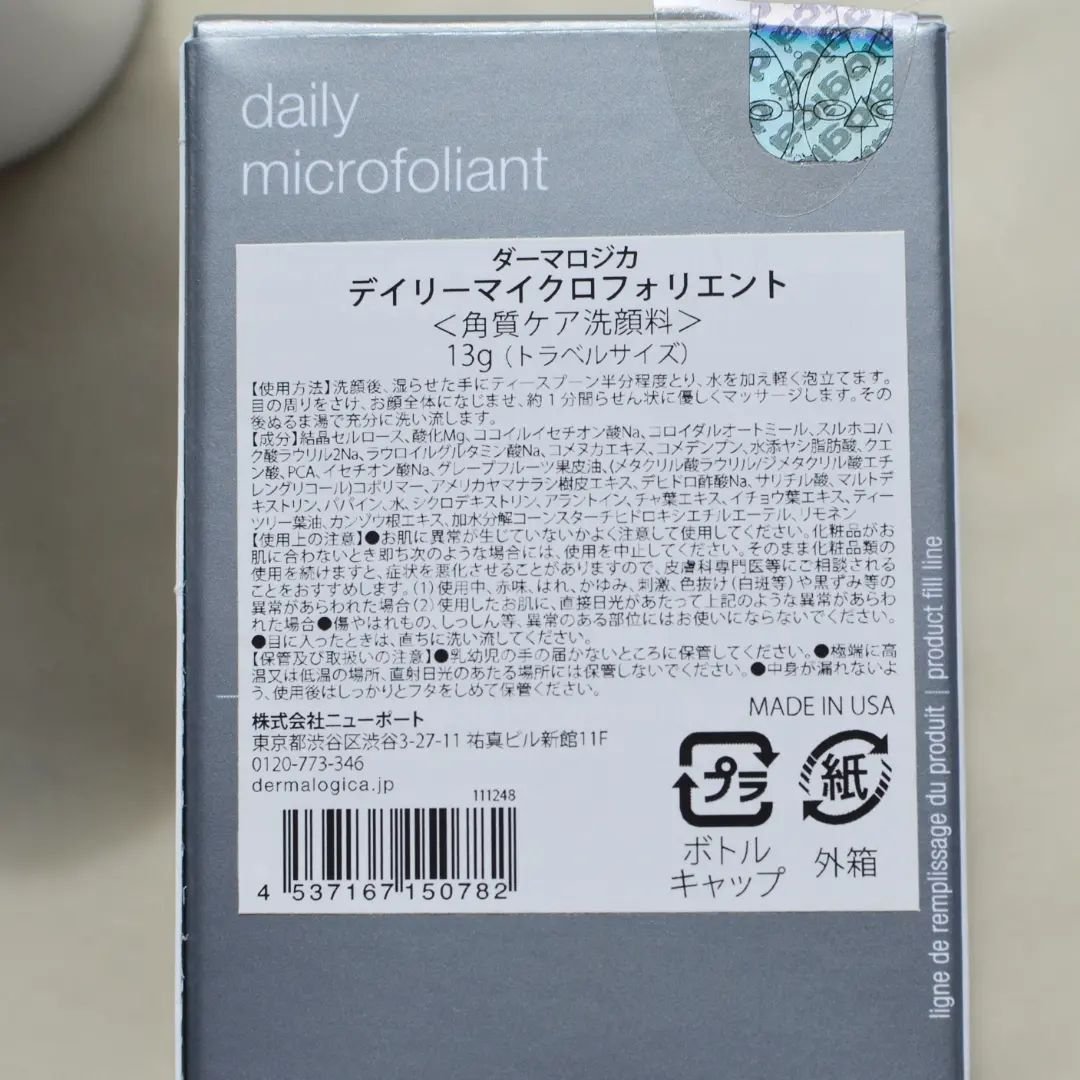 daily
microfoliant
ダーマロジカ
デイリーマイクロフォリエント
＜角質ケア洗顔料＞
13g（トラベルサイズ）
【使用方法】洗顔後、湿らせた手にティースプーン半分程度とり、水を加え軽く泡立てます。
目の周りをさけ、お顔全体になじませ、約1分間らせん状に優しくマッサージします。その
後ぬるま湯で充分に洗い流します。
【成分】結晶セルロース、酸化Mg、ココイルイセチオン酸Na、コロイダルオートミール、スルホコハ
ク酸ラウリル2Na、ラウロイルグルタミン酸Na、コメヌカエキス、コメデンプン、水添ヤシ脂肪酸、クエ
ン酸、PCA、イセチオン酸Na、グレープフルーツ果皮油、(メタクリル酸ラウリル/ジメタクリル酸エチ
レングリコール)コポリマー、アメリカヤマナラシ樹皮エキス、デヒドロ酢酸Na、サリチル酸、マルトデ
キストリン、パパイン、水、シクロデキストリン、アラントイン、チャ葉エキス、イチョウ葉エキス、ティー
ツリー葉油、カンゾウ根エキス、加水分解コーンスターチヒドロキシエチルエーテル、リモネン
【使用上の注意】●お肌に異常が生じていないかよく注意して使用してください。化粧品がお
肌に合わないとき即ち次のような場合には、使用を中止してください。そのまま化粧品類の
使用を続けますと、症状を悪化させることがありますので、皮膚科専門医等にご相談される
ことをおすすめします。(1)使用中、赤味、はれ、かゆみ、刺激、色抜け(白斑等)や黒ずみ等の
異常があらわれた場合(2)使用したお肌に、直接日光があたって上記のような異常があらわ
れた場合●傷やはれもの、しっしん等、異常のある部位にはお使いにならないでください。
●目に入ったときは、直ちに洗い流してください。
【保管及び取扱いの注意】●乳幼児の手の届かないところに保管してください。●極端に高
温又は低温の場所、直射日光のあたる場所には保管しないでください。●中身が漏れないよ
う、使用後はしっかりとフタをしめて保管ください。
MADE IN USA
株式会社ニューポート
東京都渋谷区渋谷3-27-11 祐真ビル新館11F
0120-773-346
dermalogica.jp
111248
4 537167 150782
プラ
ボトル
キャップ
紙
外箱
ligne de remplissage du produit | product fill line